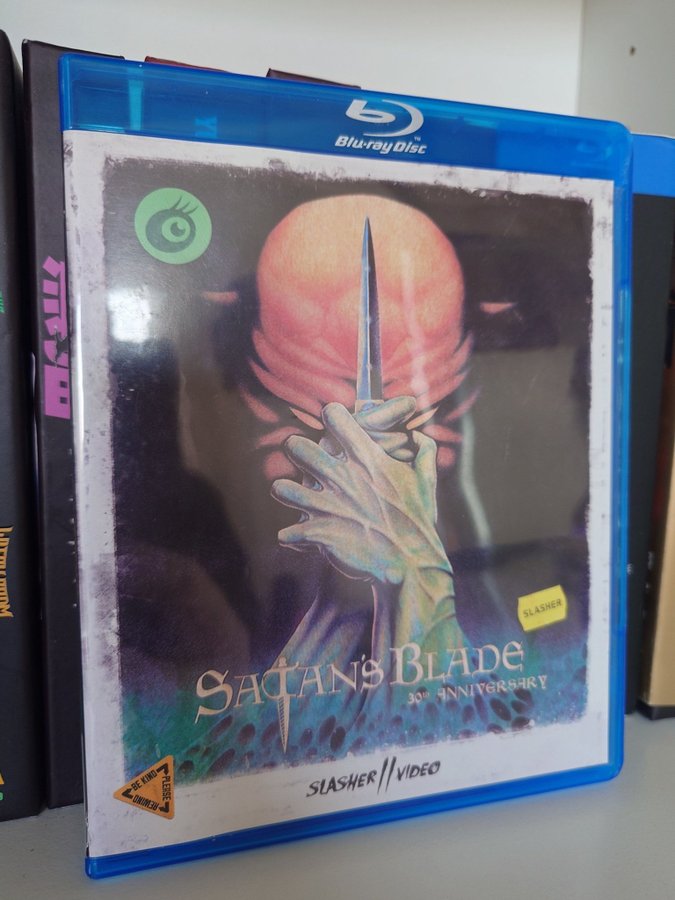 Blu-ray Disc
SLASHER
SATAN'S BLADE
30TH ANNIVERSARY
BE KIND
PLEASE
REWIND
SLASHER // VIDEO